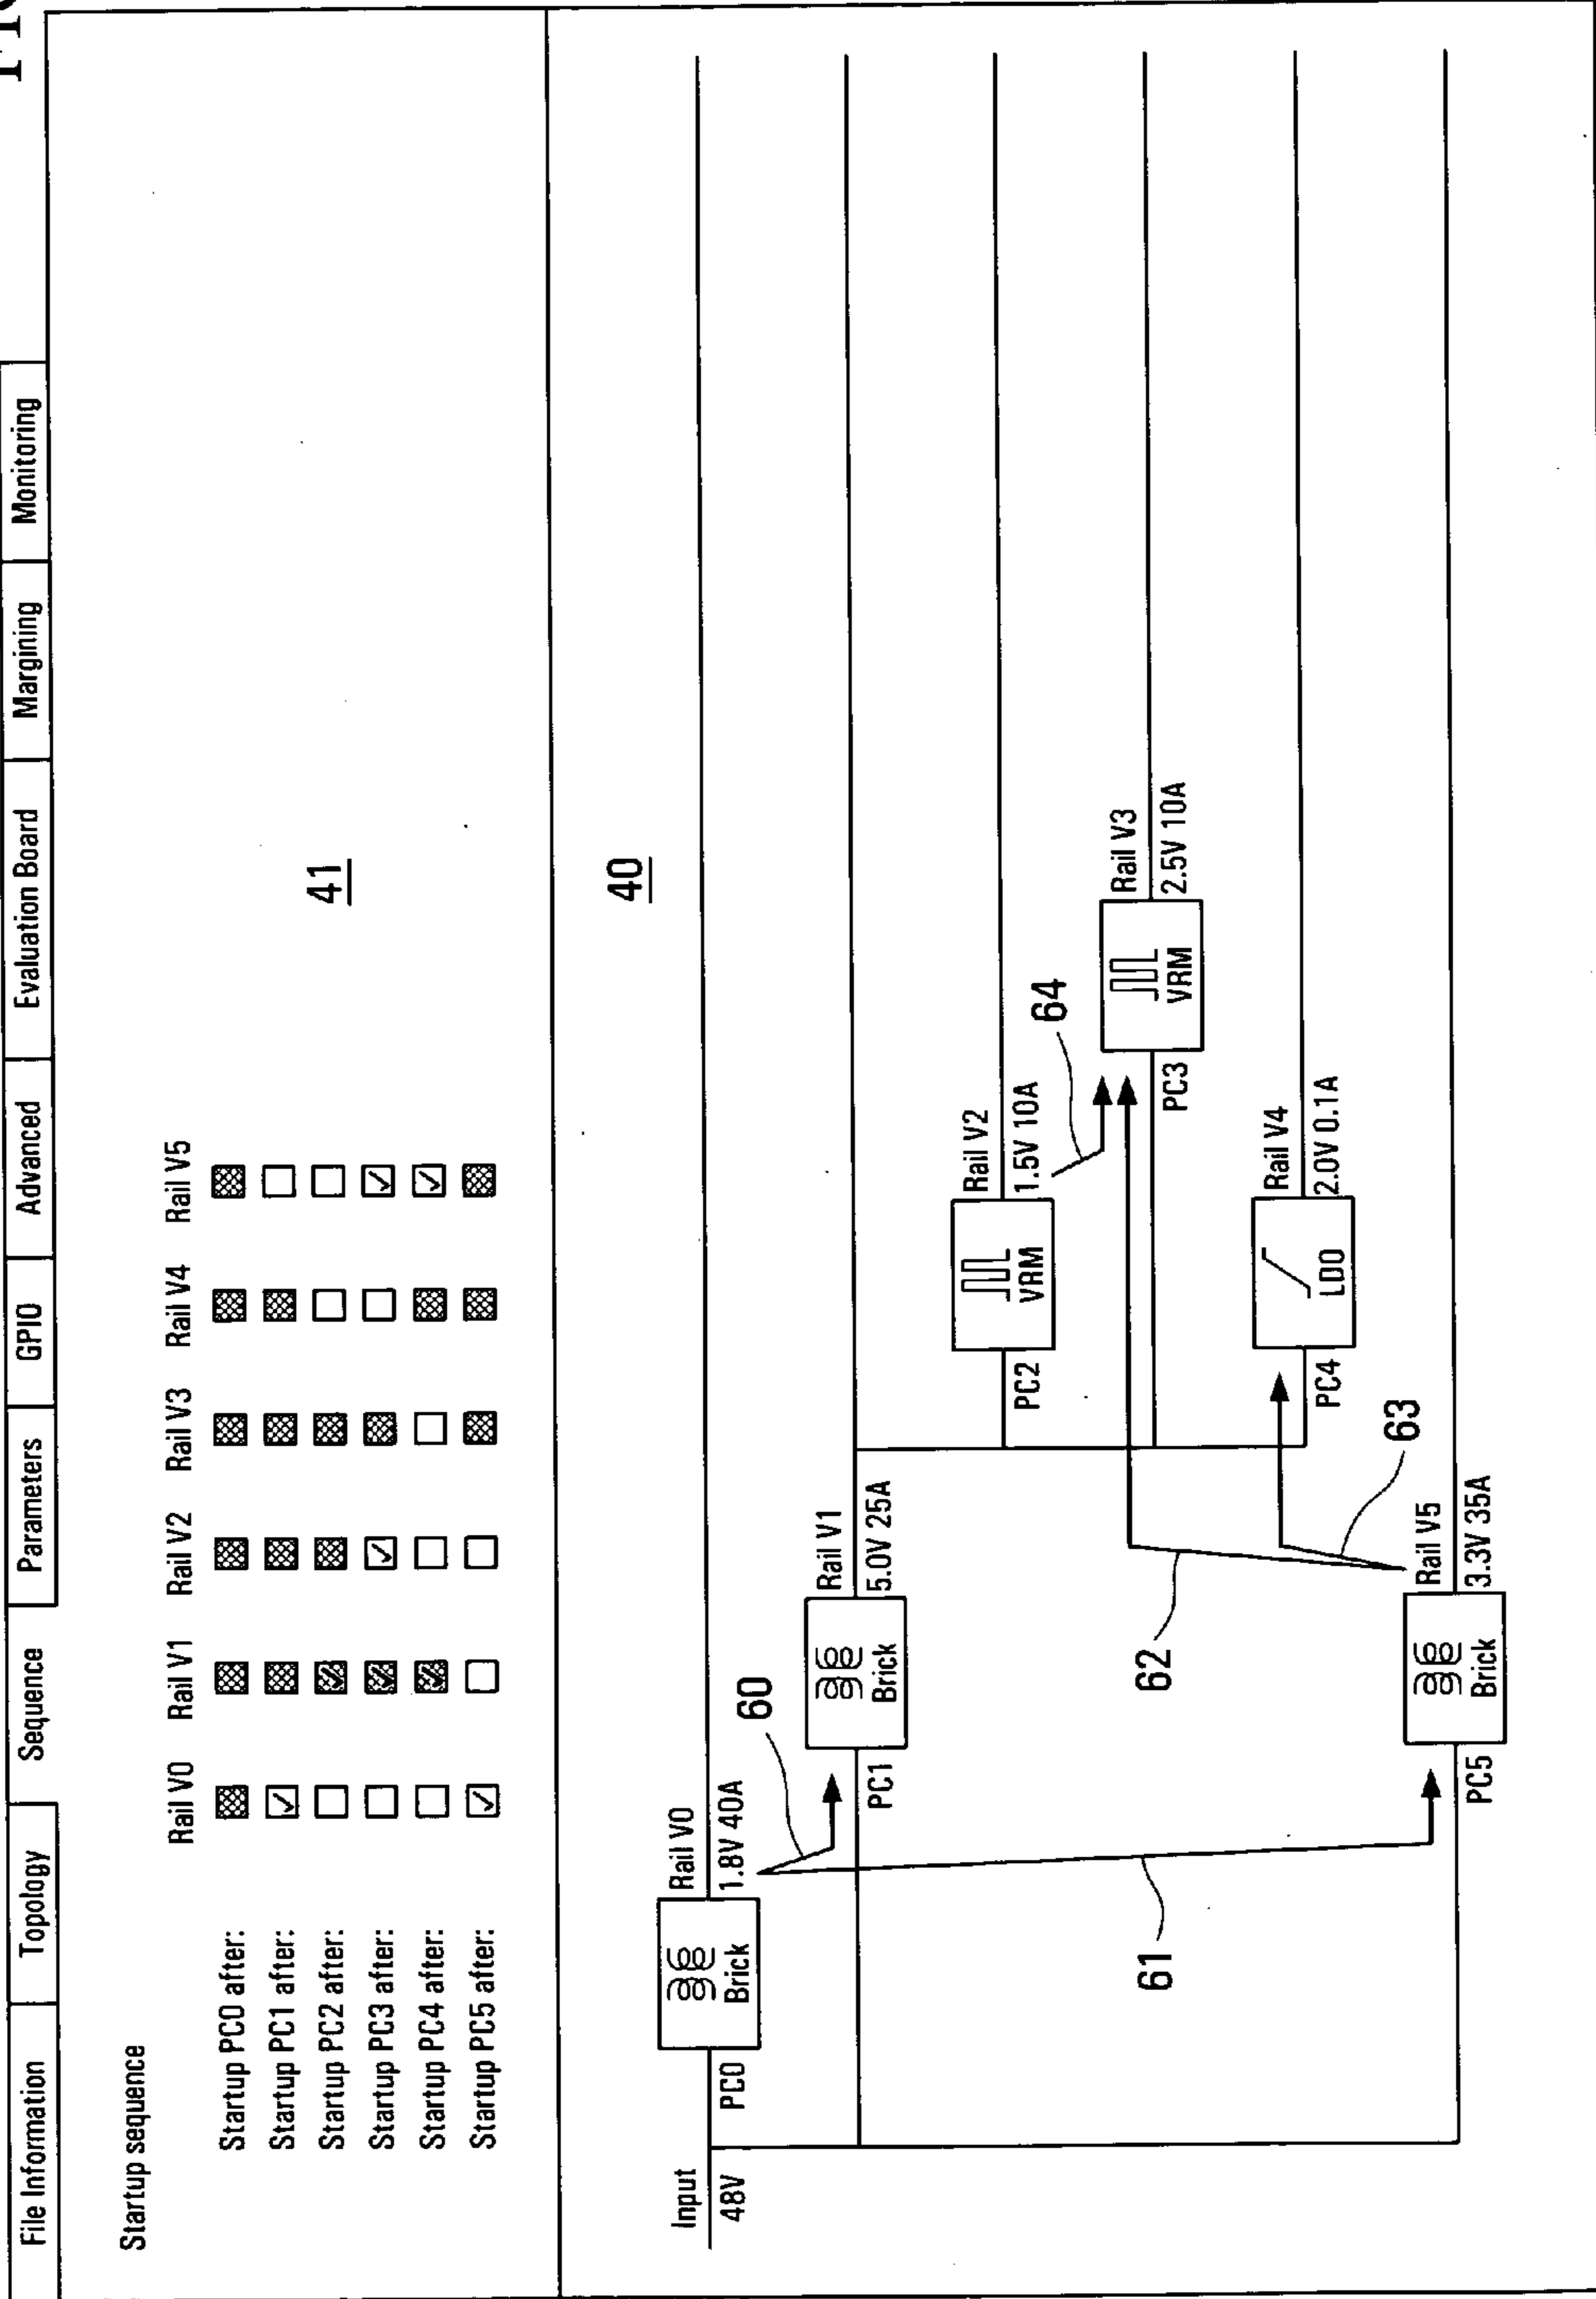 File Information Topology Sequence Parameters GPIO Advanced Evaluation Board Margining Monitoring
Startup sequence
Rail V0 Rail V1 Rail V2 Rail V3 Rail V4 Rail V5
Startup PC0 after:
Startup PC1 after:
Startup PC2 after:
Startup PC3 after:
Startup PC4 after:
Startup PC5 after:
41
40
Input
48V
PC0
Brick
Rail V0
1.8V 40A
60
PC1
Brick
Rail V1
5.0V 25A
PC2
VRM
Rail V2
1.5V 10A
64
PC3
VRM
Rail V3
2.5V 10A
62
PC4
LDO
Rail V4
2.0V 0.1A
63
61
PC5
Brick
Rail V5
3.3V 35A